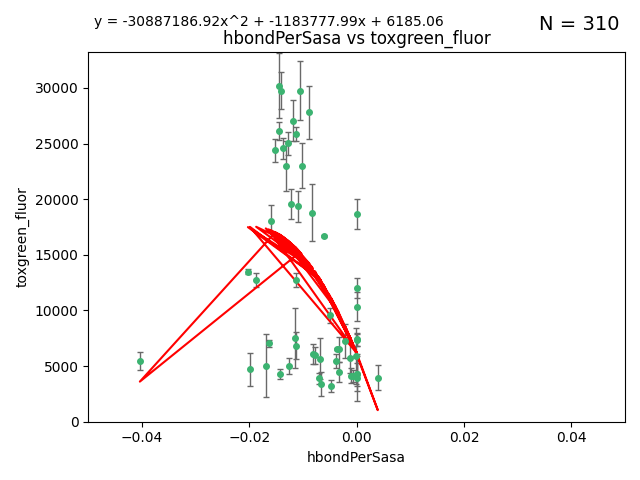 y = -30887186.92x^2 + -1183777.99x + 6185.06
N = 310
hbondPerSasa vs toxgreen_fluor
toxgreen_fluor
30000
25000
20000
15000
10000
5000
0
−0.04
−0.02
0.00
0.02
0.04
hbondPerSasa